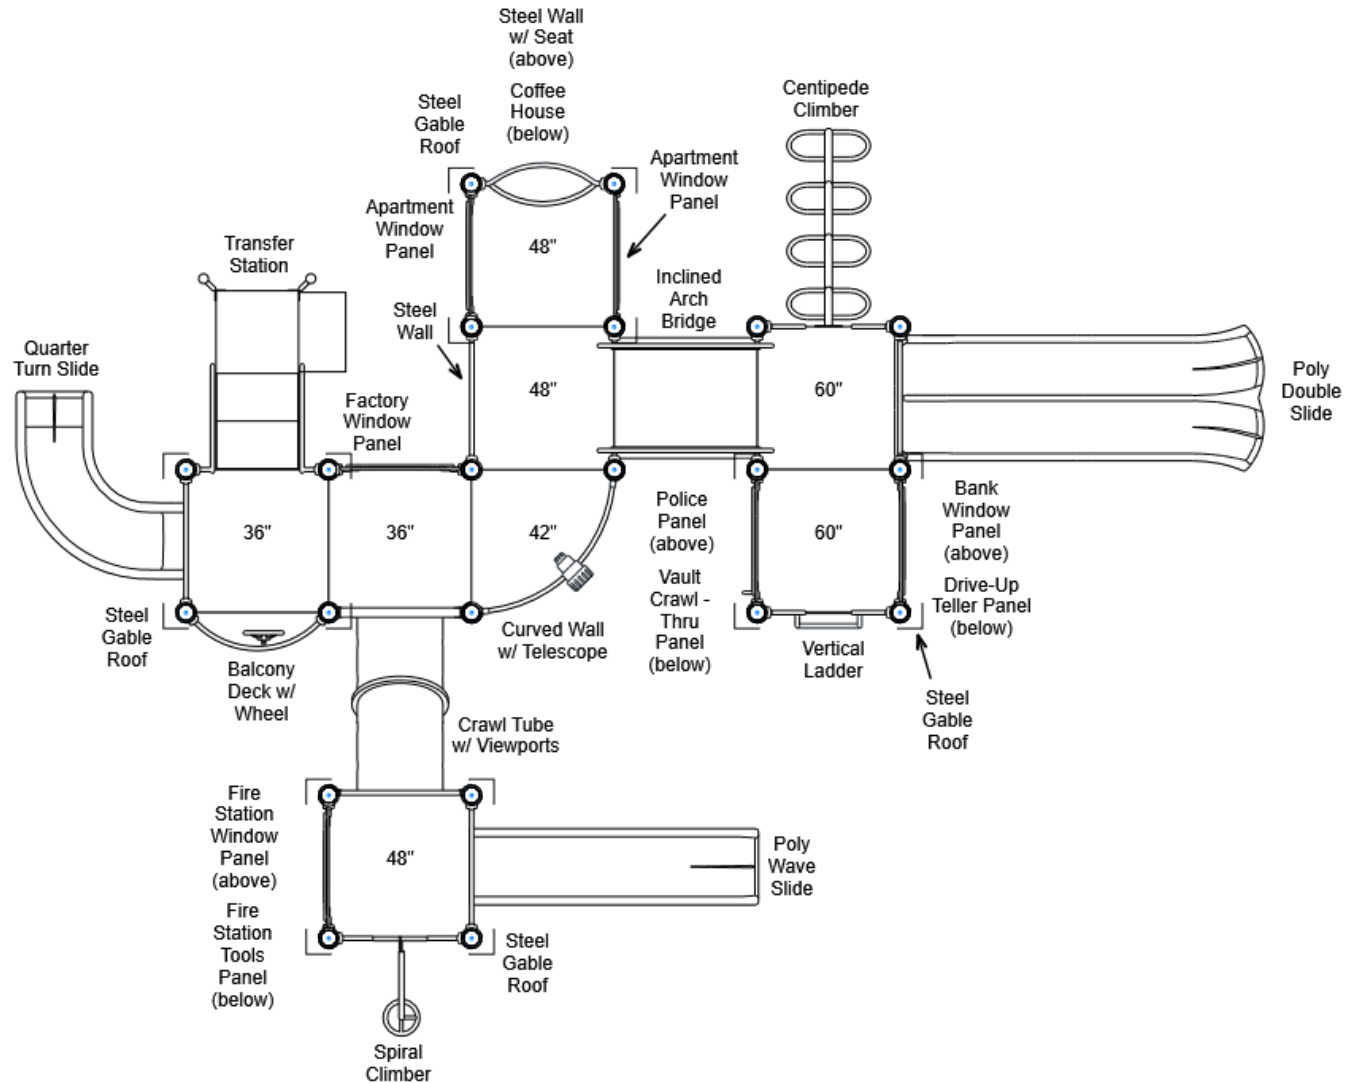 Steel Wall
w/ Seat
(above)
Coffee
House
(below)
Steel
Gable
Roof
Centipede
Climber
Apartment
Window
Panel
Apartment
Window
Panel
Transfer
Station
48"
Inclined
Arch
Bridge
Steel
Wall
Quarter
Turn Slide
Factory
Window
Panel
48"
60"
Poly
Double
Slide
36"
36"
42"
Police
Panel
(above)
Vault
Crawl -
Thru
Panel
(below)
60"
Bank
Window
Panel
(above)
Drive-Up
Teller Panel
(below)
Steel
Gable
Roof
Balcony
Deck w/
Wheel
Curved Wall
w/ Telescope
Vertical
Ladder
Steel
Gable
Roof
Crawl Tube
w/ Viewports
Fire
Station
Window
Panel
(above)
Fire
Station
Tools
Panel
(below)
48"
Poly
Wave
Slide
Steel
Gable
Roof
Spiral
Climber